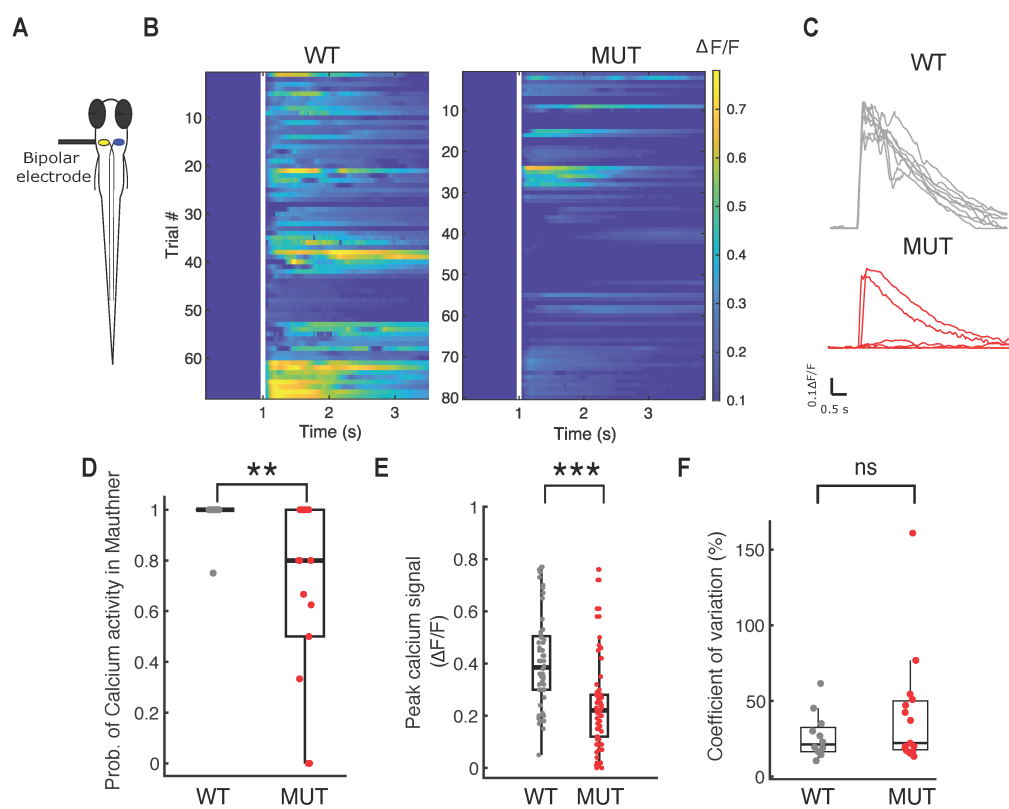 A
Bipolar
electrode
B
WT
MUT
ΔF/F
Trial #
10
20
30
40
50
60
1
2
3
Time (s)
10
20
30
40
50
60
70
80
1
2
3
Time (s)
0.7
0.6
0.5
0.4
0.3
0.2
0.1
C
WT
MUT
0.1ΔF/F
0.5 s
D
**
Prob. of Calcium activity in Mauthner
1
0.8
0.6
0.4
0.2
0
WT
MUT
E
***
Peak calcium signal
(ΔF/F)
1
0.8
0.6
0.4
0.2
0
WT
MUT
F
ns
Coefficient of variation (%)
150
100
50
0
WT
MUT